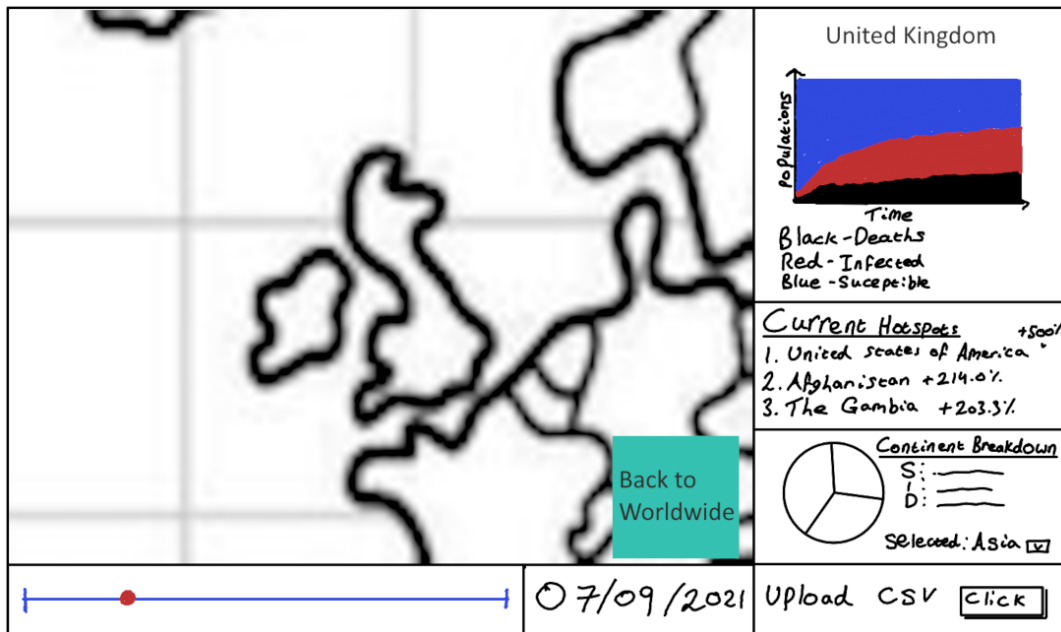 United Kingdom
Populations
Time
Black - Deaths
Red - Infected
Blue - Suceptible
Current Hotspots +500%
1. United states of America
2. Afghanistan +214.0%
3. The Gambia +203.3%
Continent Breakdown
S:
I:
D:
Selected: Asia
Back to
Worldwide
07/09/2021
Upload CSV Click